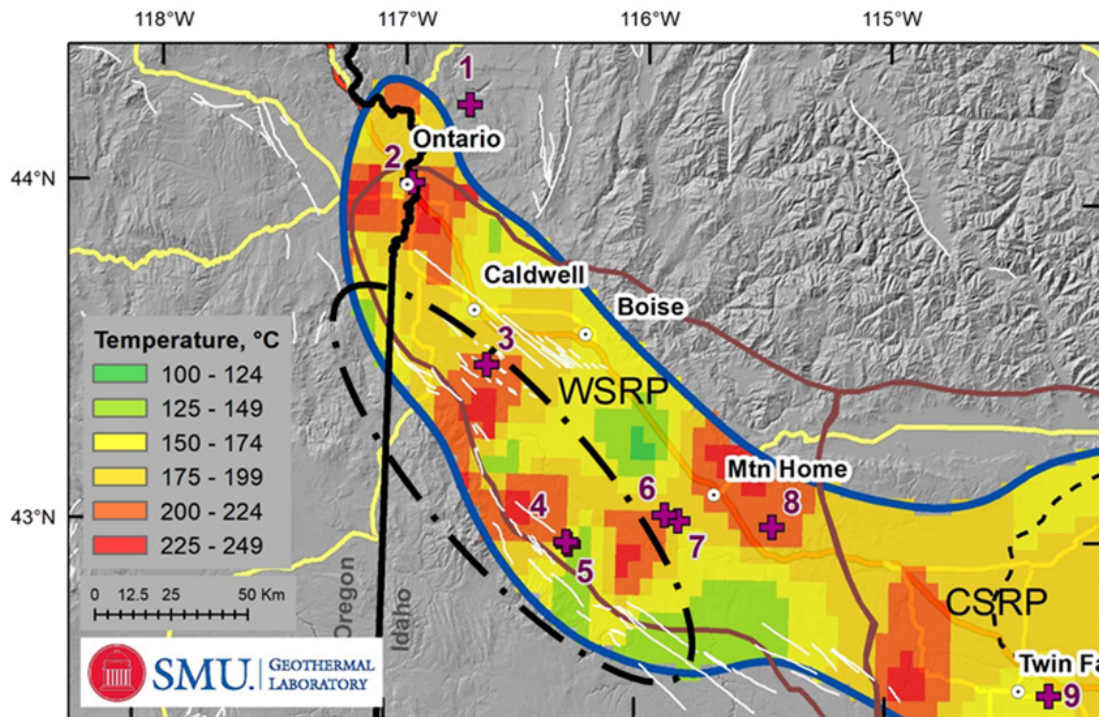 118°W
117°W
116°W
115°W
1
Ontario
2
44°N
Caldwell
Boise
3
WSRP
Temperature, °C
100 - 124
125 - 149
150 - 174
175 - 199
200 - 224
225 - 249
Mtn Home
4
6
8
43°N
7
5
CSRP
0 12.5 25 50 Km
Oregon
Idaho
SMU.
GEOTHERMAL
LABORATORY
Twin Fa
9